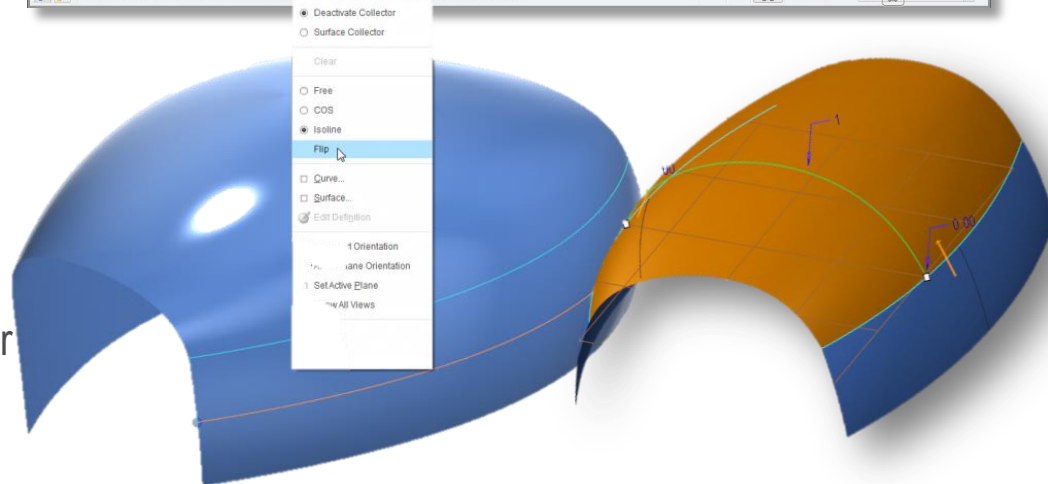 Deactivate Collector
Surface Collector
Clear
Free
COS
Isoline
Flip
Curve...
Surface...
Edit Definition
Orientation
Orientation
Set Active Plane
All Views
1
0.00
r